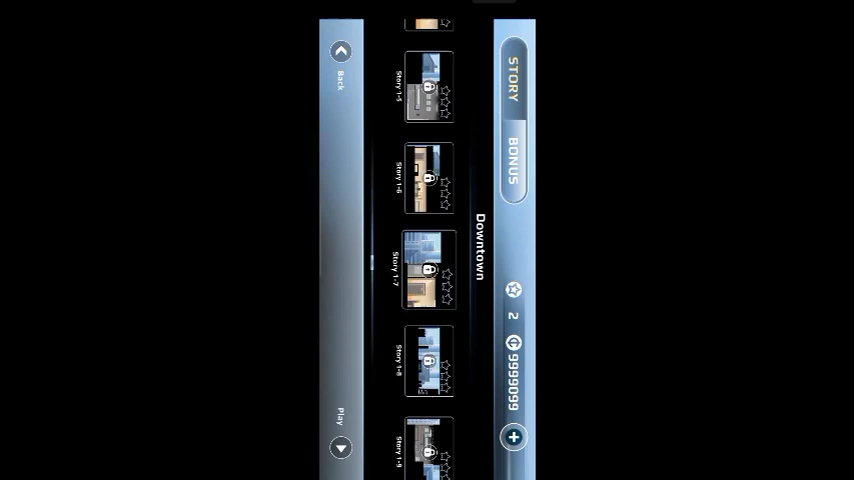 STORY
BONUS
2
9999099
Downtown
Story 1-5
Story 1-6
Story 1-7
Story 1-8
Story 1-9
Back
Play